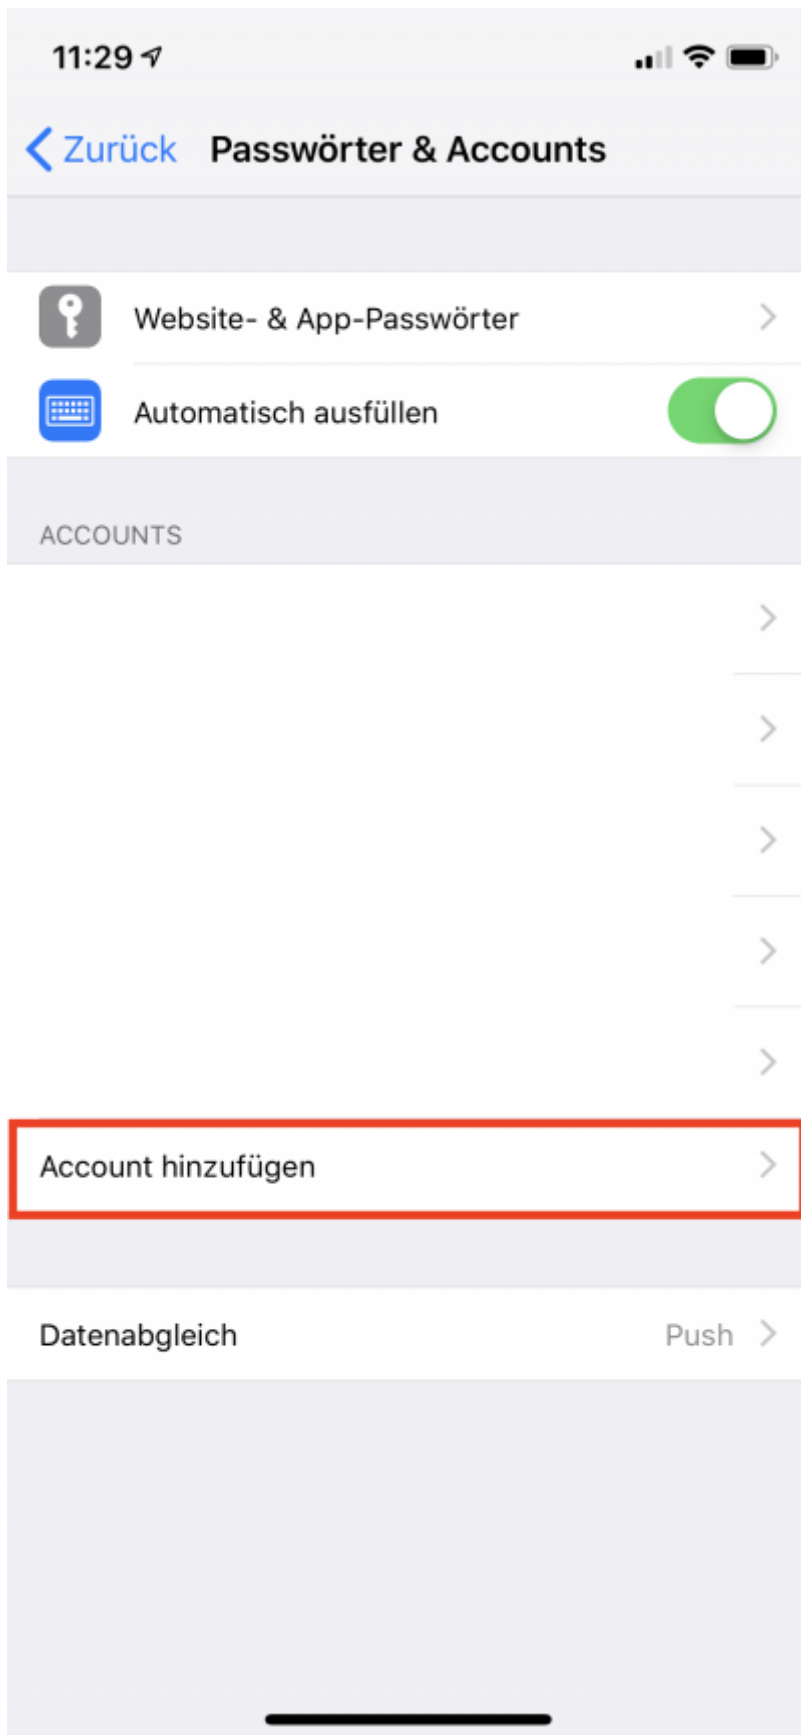 11:29
Zurück Passwörter & Accounts
Website- & App-Passwörter
Automatisch ausfüllen
ACCOUNTS
Account hinzufügen
Datenabgleich Push